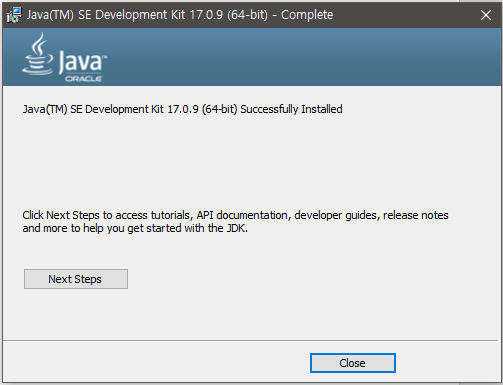 Java(TM) SE Development Kit 17.0.9 (64-bit) - Complete
Java
ORACLE
Java(TM) SE Development Kit 17.0.9 (64-bit) Successfully Installed
Click Next Steps to access tutorials, API documentation, developer guides, release notes
and more to help you get started with the JDK.
Next Steps
Close